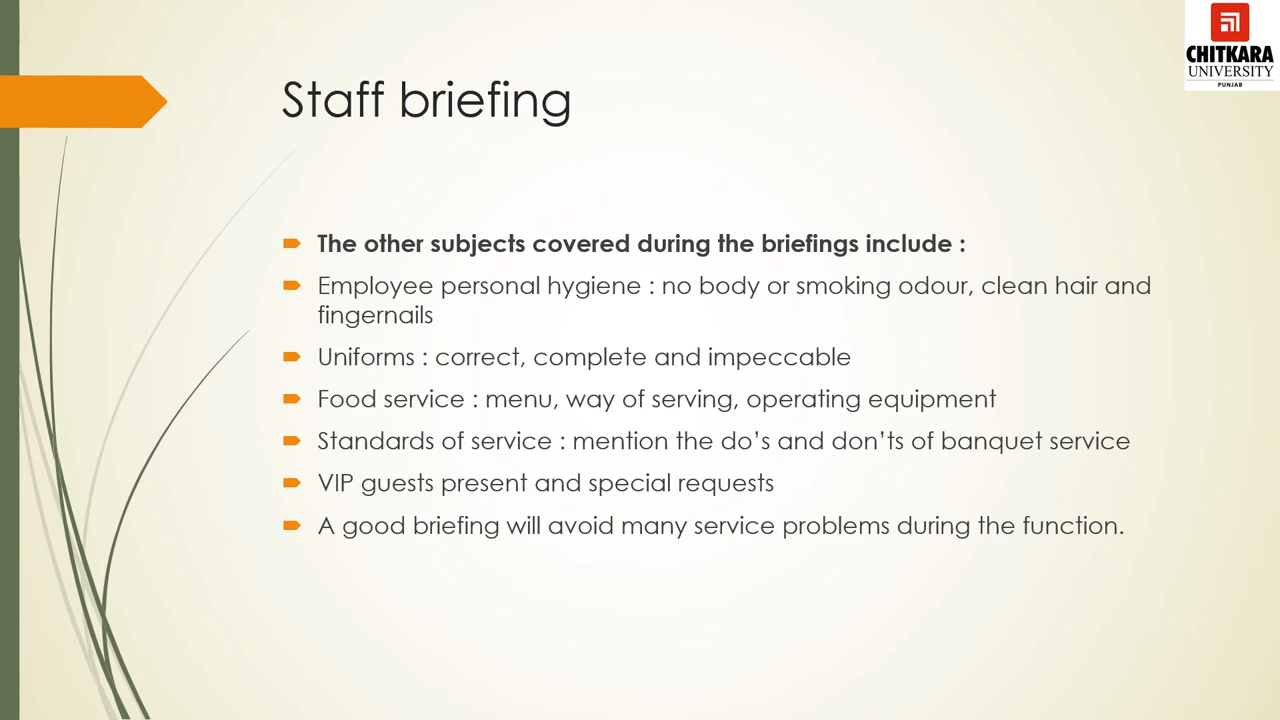 CHITKARA
UNIVERSITY
PUNJAB
Staff briefing
The other subjects covered during the briefings include :
Employee personal hygiene : no body or smoking odour, clean hair and
fingernails
Uniforms : correct, complete and impeccable
Food service : menu, way of serving, operating equipment
Standards of service : mention the do’s and don’ts of banquet service
VIP guests present and special requests
A good briefing will avoid many service problems during the function.